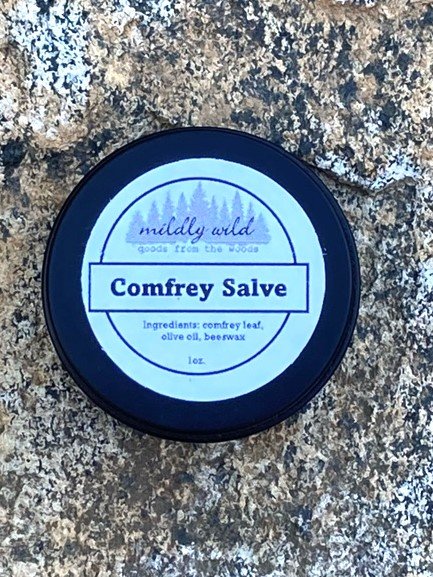 mildly wild
goods from the woods
Comfrey Salve
Ingredients: comfrey leaf,
olive oil, beeswax
1oz.